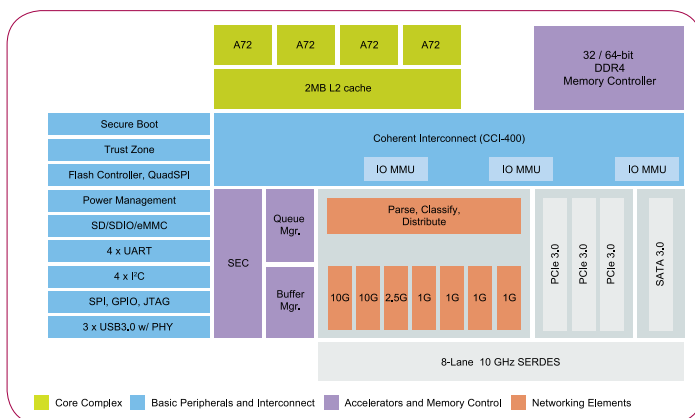 A72
A72
A72
A72
32 / 64-bit
DDR4
Memory Controller
2MB L2 cache
Secure Boot
Trust Zone
Flash Controller, QuadSPI
Power Management
SD/SDIO/eMMC
4 x UART
4 x I²C
SPI, GPIO, JTAG
3 x USB3.0 w/ PHY
Coherent Interconnect (CCI-400)
IO MMU
IO MMU
IO MMU
SEC
Queue
Mgr.
Buffer
Mgr.
Parse, Classify,
Distribute
10G
10G
2.5G
1G
1G
1G
1G
PCIe 3.0
PCIe 3.0
PCIe 3.0
SATA 3.0
8-Lane 10 GHz SERDES
Core Complex
Basic Peripherals and Interconnect
Accelerators and Memory Control
Networking Elements